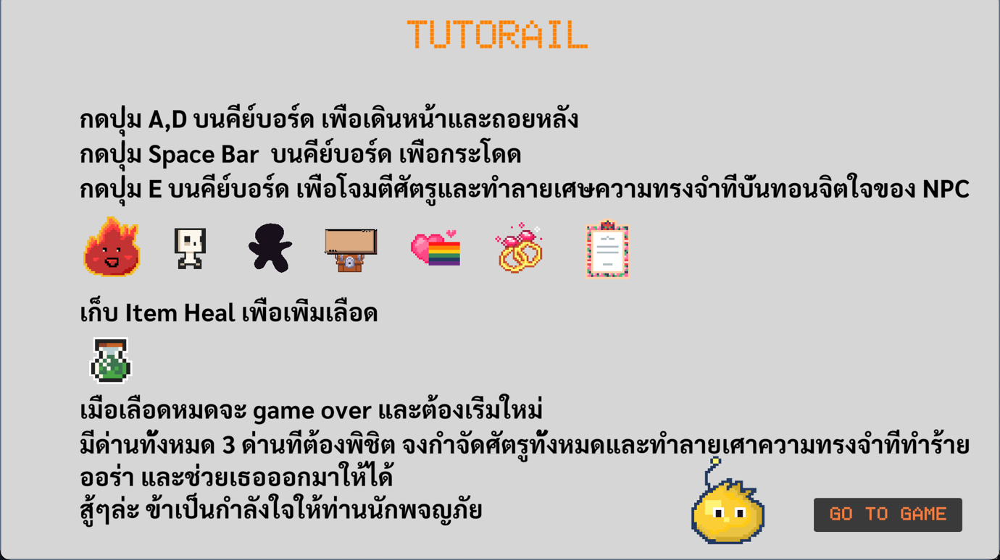 TUTORAIL
กดปุ่ม A,D บนคีย์บอร์ด เพือเดินหน้าและถอยหลัง
กดปุ่ม Space Bar บนคีย์บอร์ด เพือกระโดด
กดปุ่ม E บนคีย์บอร์ด เพือโจมตีศัตรูและทำลายเศษความทรงจำทีบั่นทอนจิตใจของ NPC
เก็บ Item Heal เพือเพิมเลือด
เมือเลือดหมดจะ game over และต้องเริมใหม่
มีด่านทั้งหมด 3 ด่านทีต้องพิชิต จงกำจัดศัตรูทั้งหมดและทำลายเศาความทรงจำทีทำร้าย
ออร่า และช่วยเธอออกมาให้ได้
สู้ๆล่ะ ข้าเป็นกำลังใจให้ท่านนักพจญภัย
GO TO GAME